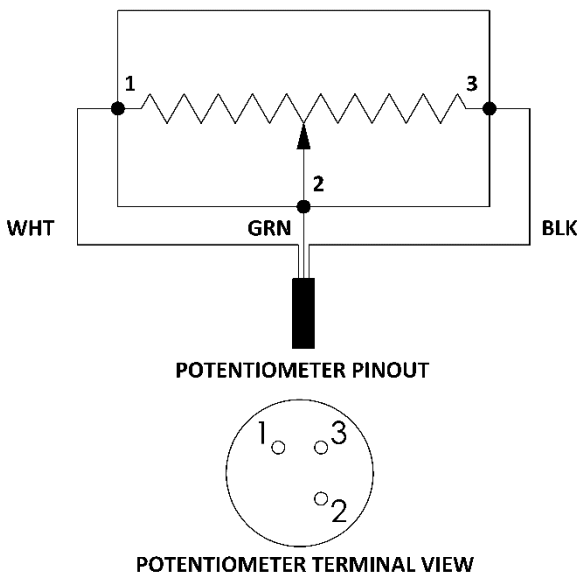 1 3
2
WHT GRN BLK
POTENTIOMETER PINOUT
1 3
2
POTENTIOMETER TERMINAL VIEW